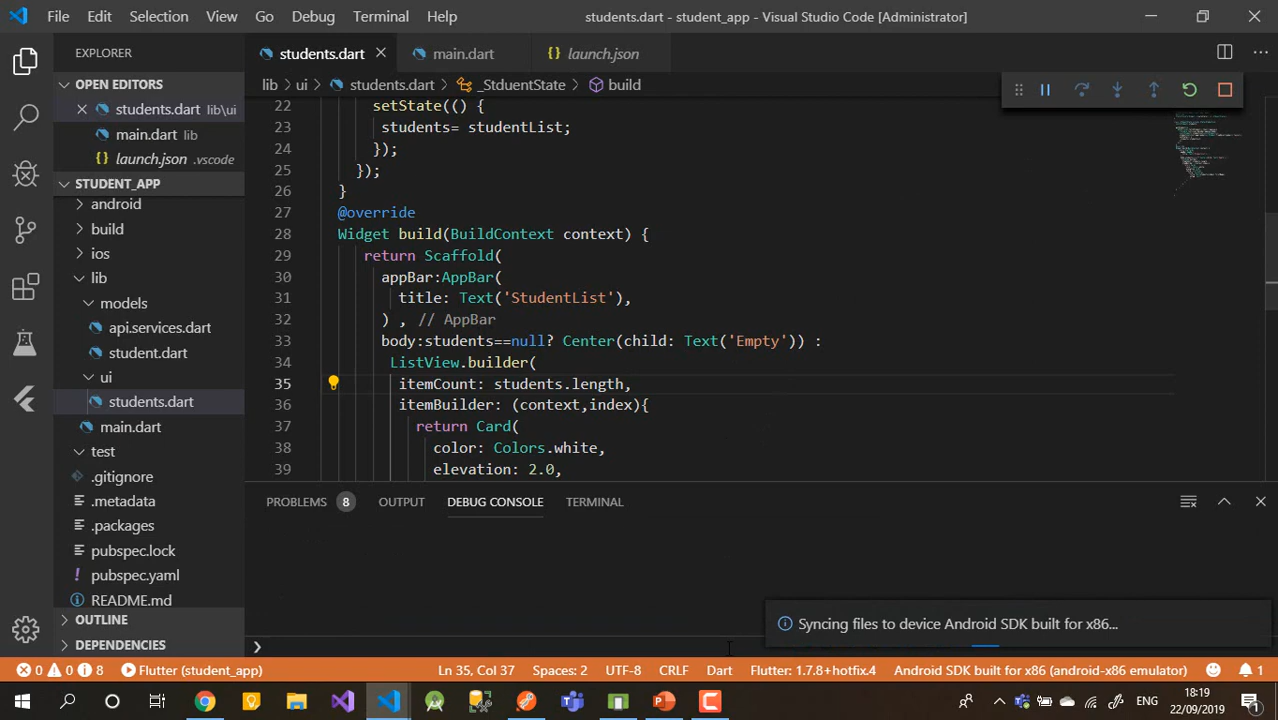 File Edit Selection View Go Debug Terminal Help students.dart - student_app - Visual Studio Code [Administrator]
EXPLORER
students.dart main.dart launch.json
OPEN EDITORS
lib > ui > students.dart > _StduentState > build
students.dart lib\ui
main.dart lib
launch.json .vscode
STUDENT_APP
android
build
ios
lib
models
api.services.dart
student.dart
ui
students.dart
main.dart
test
.gitignore
.metadata
.packages
pubspec.lock
pubspec.yaml
README.md
OUTLINE
DEPENDENCIES
22 setState(() {
23 students= studentList;
24 });
25 });
26 }
27 @override
28 Widget build(BuildContext context) {
29 return Scaffold(
30 appBar:AppBar(
31 title: Text('StudentList'),
32 ) , // AppBar
33 body:students==null? Center(child: Text('Empty')) :
34 ListView.builder(
35 itemCount: students.length,
36 itemBuilder: (context,index){
37 return Card(
38 color: Colors.white,
39 elevation: 2.0,
PROBLEMS 8 OUTPUT DEBUG CONSOLE TERMINAL
Syncing files to device Android SDK built for x86...
0 0 8 Flutter (student_app) Ln 35, Col 37 Spaces: 2 UTF-8 CRLF Dart Flutter: 1.7.8+hotfix.4 Android SDK built for x86 (android-x86 emulator) 1
ENG 18:19
22/09/2019 1